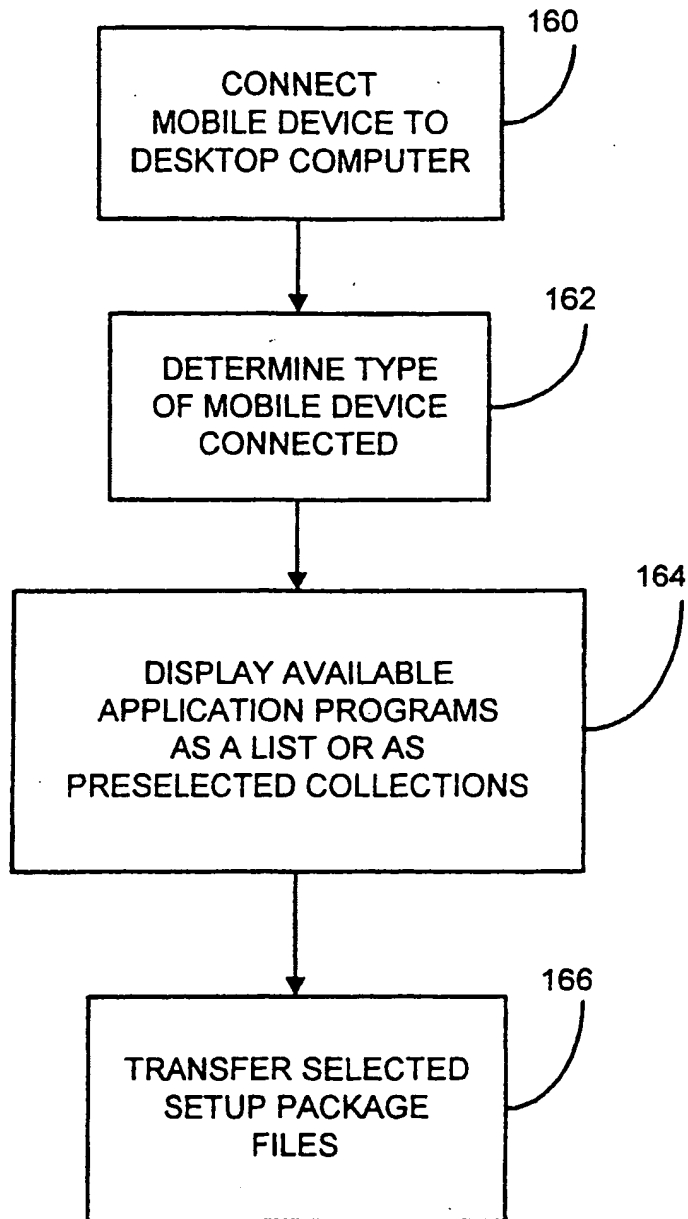 160
CONNECT
MOBILE DEVICE TO
DESKTOP COMPUTER
162
DETERMINE TYPE
OF MOBILE DEVICE
CONNECTED
164
DISPLAY AVAILABLE
APPLICATION PROGRAMS
AS A LIST OR AS
PRESELECTED COLLECTIONS
166
TRANSFER SELECTED
SETUP PACKAGE
FILES